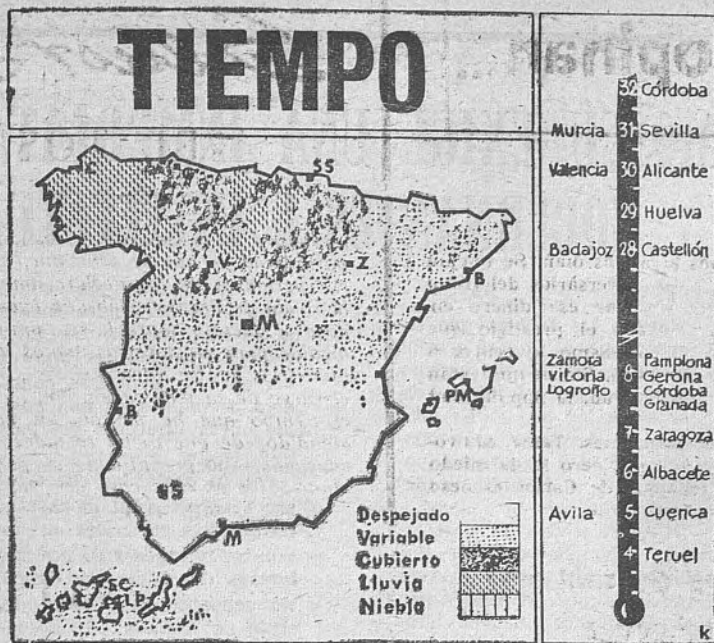 TIEMPO
C
G
SS
V
Z
B
M
PM
B
S
M
SC
LP
Despejado
Variable
Cubierto
Lluvia
Niebla
32 Córdoba
Murcia 31 Sevilla
Valencia 30 Alicante
29 Huelva
Badajoz 28 Castellón
Zamora 8 Pamplona
Vitoria Gerona
Logroño Córdoba
Granada
7 Zaragoza
6 Albacete
Avila 5 Cuenca
4 Teruel
k